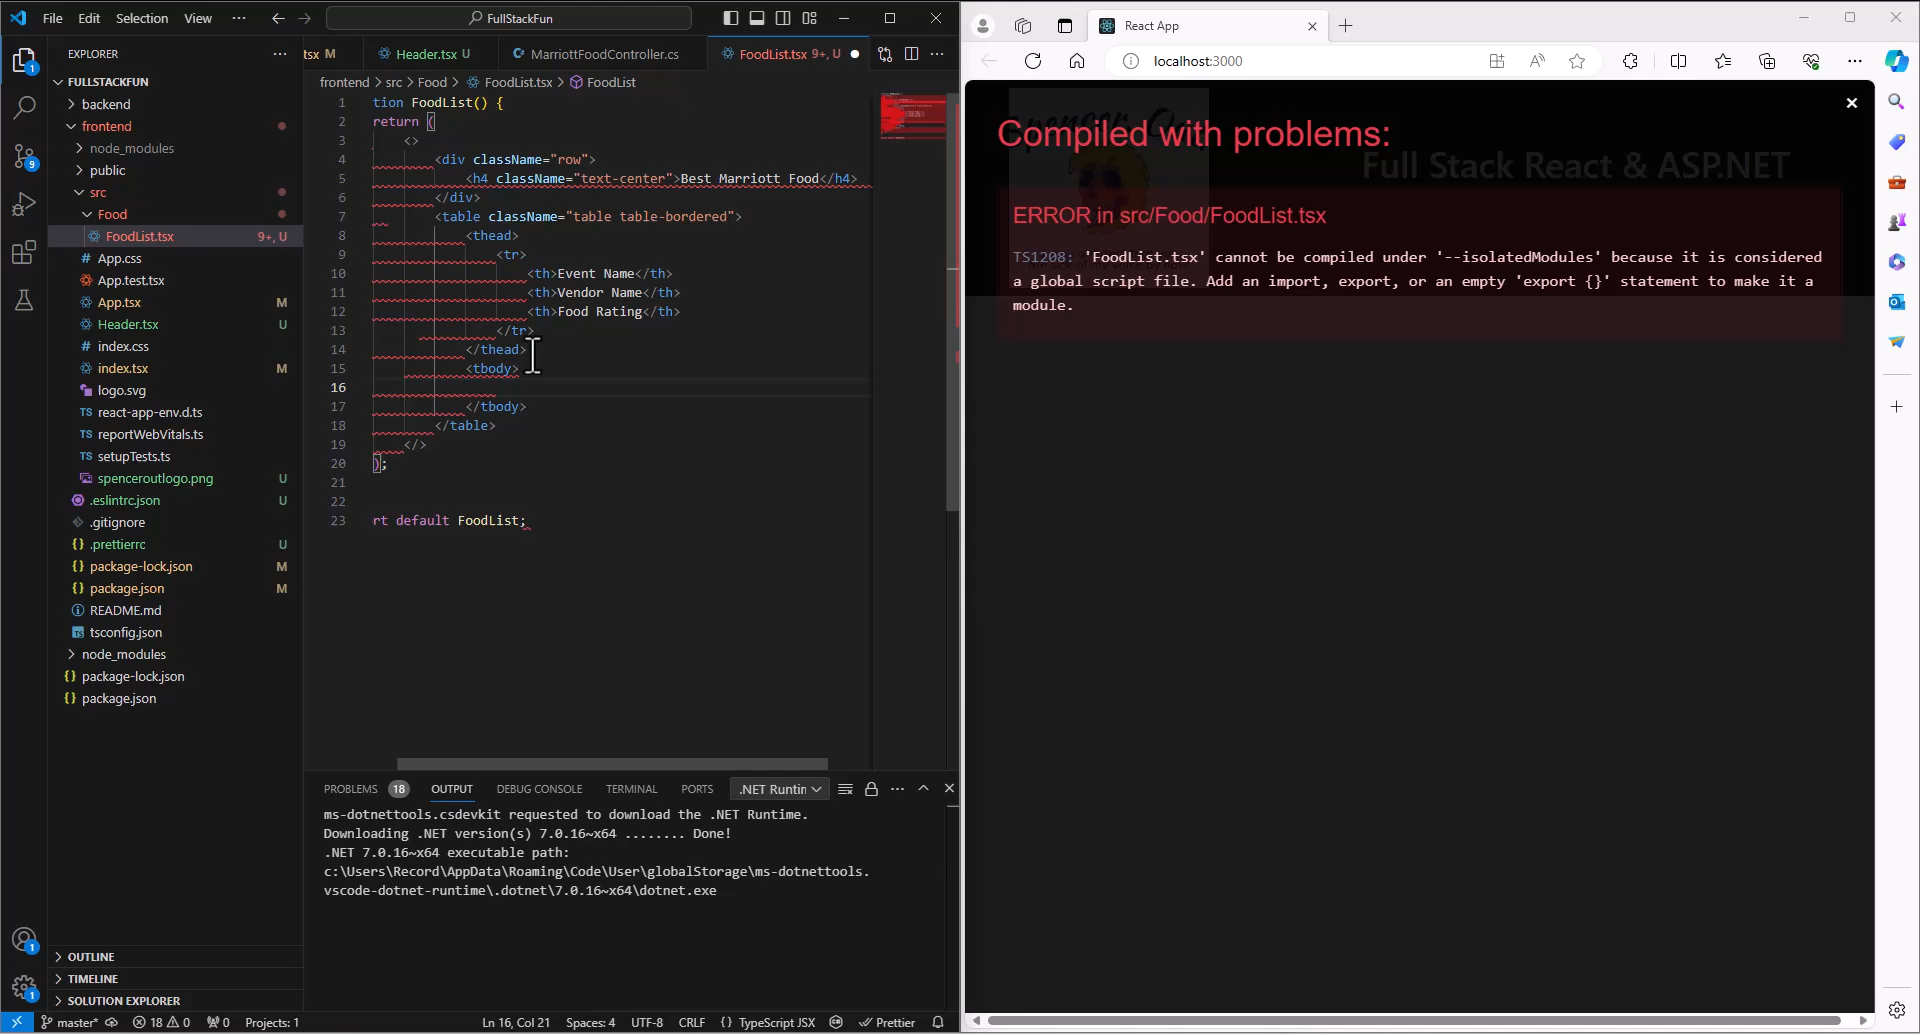 File Edit Selection View ··· FullStackFun
EXPLORER
FULLSTACKFUN
backend
frontend
node_modules
public
src
Food
FoodList.tsx 9+, U
App.css
App.test.tsx
App.tsx M
Header.tsx U
index.css
index.tsx M
logo.svg
TS react-app-env.d.ts
TS reportWebVitals.ts
TS setupTests.ts
spenceroutlogo.png U
.eslintrc.json U
.gitignore
{} .prettierrc U
{} package-lock.json M
{} package.json M
README.md
tsconfig.json
node_modules
{} package-lock.json
{} package.json
OUTLINE
TIMELINE
SOLUTION EXPLORER
tsx M Header.tsx U MarriottFoodController.cs FoodList.tsx 9+, U
frontend > src > Food > FoodList.tsx > FoodList
1 tion FoodList() {
2 return (
3 <>
4 <div className="row">
5 <h4 className="text-center">Best Marriott Food</h4>
6 </div>
7 <table className="table table-bordered">
8 <thead>
9 <tr>
10 <th>Event Name</th>
11 <th>Vendor Name</th>
12 <th>Food Rating</th>
13 </tr>
14 </thead>
15 <tbody>
16
17 </tbody>
18 </table>
19 </>
20 );
21
22
23 rt default FoodList;
PROBLEMS 18 OUTPUT DEBUG CONSOLE TERMINAL PORTS .NET Runtin
ms-dotnettools.csdevkit requested to download the .NET Runtime.
Downloading .NET version(s) 7.0.16~x64 ........ Done!
.NET 7.0.16~x64 executable path:
c:\Users\Record\AppData\Roaming\Code\User\globalStorage\ms-dotnettools.
vscode-dotnet-runtime\.dotnet\7.0.16~x64\dotnet.exe
master* 18 0 0 Projects: 1 Ln 16, Col 21 Spaces: 4 UTF-8 CRLF {} TypeScript JSX Prettier
React App
localhost:3000
Compiled with problems:
Full Stack React & ASP.NET
ERROR in src/Food/FoodList.tsx
TS1208: 'FoodList.tsx' cannot be compiled under '--isolatedModules' because it is considered
a global script file. Add an import, export, or an empty 'export {}' statement to make it a
module.